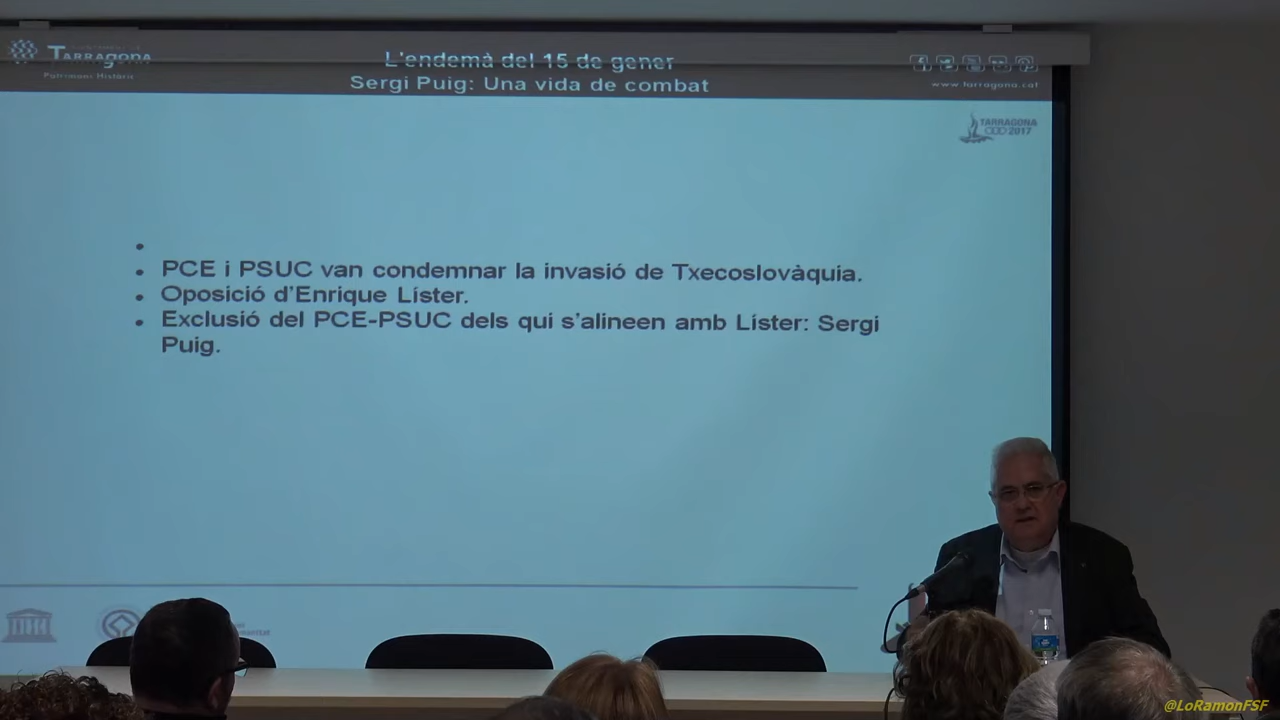 TARRAGONA
Patrimoni Històric
L'endemà del 15 de gener
Sergi Puig: Una vida de combat
www.tarragona.cat
TARRAGONA
2017
PCE i PSUC van condemnar la invasió de Txecoslovàquia.
Oposició d'Enrique Líster.
Exclusió del PCE-PSUC dels qui s'alineen amb Líster: Sergi
Puig.
@LoRamonFSF